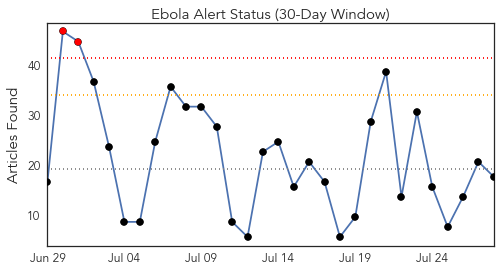 Ebola Alert Status (30-Day Window)
Articles Found
40
30
20
10
Jun 29
Jul 04
Jul 09
Jul 14
Jul 19
Jul 24